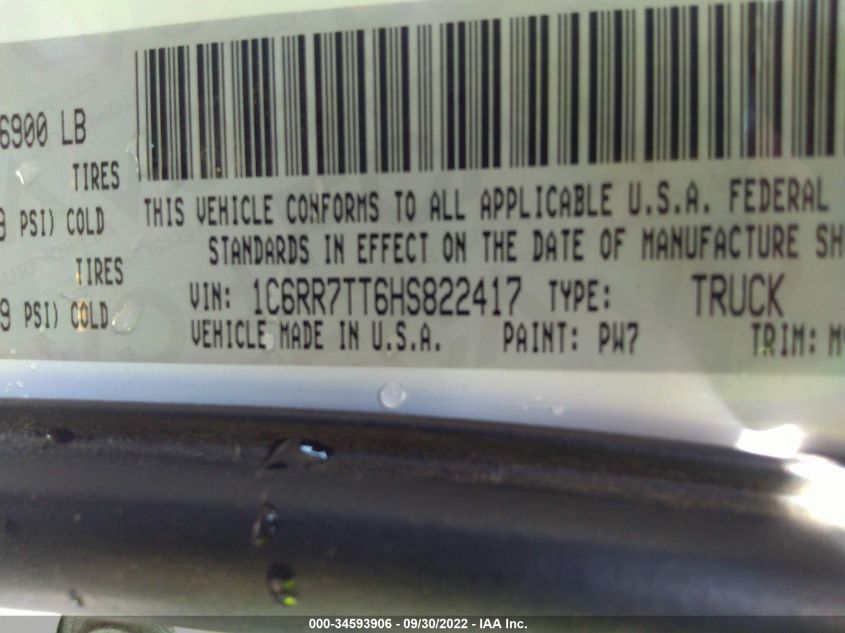 6900 LB
TIRES
PSI) COLD
TIRES
9 PSI) COLD
THIS VEHICLE CONFORMS TO ALL APPLICABLE U.S.A. FEDERAL
STANDARDS IN EFFECT ON THE DATE OF MANUFACTURE SH
VIN: 1C6RR7TT6HS822417 TYPE: TRUCK
VEHICLE MADE IN U.S.A. PAINT: PW7 TRIM: M
000-34593906 - 09/30/2022 - IAA Inc.